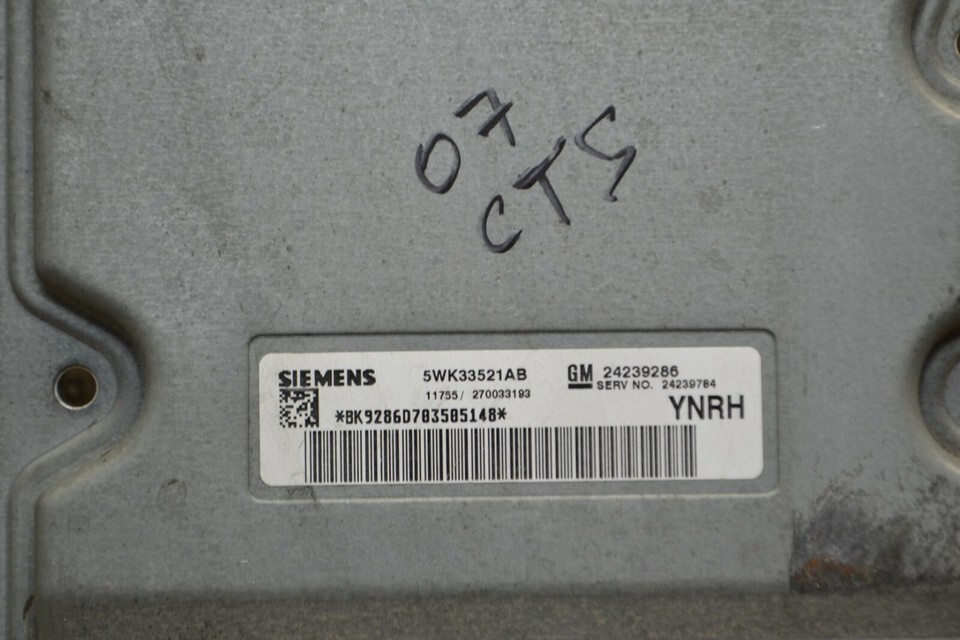 07
CTS
SIEMENS 5WK33521AB GM 24239286
SERV NO. 24239784
11755/ 270033193
*BK9286D703505148* YNRH